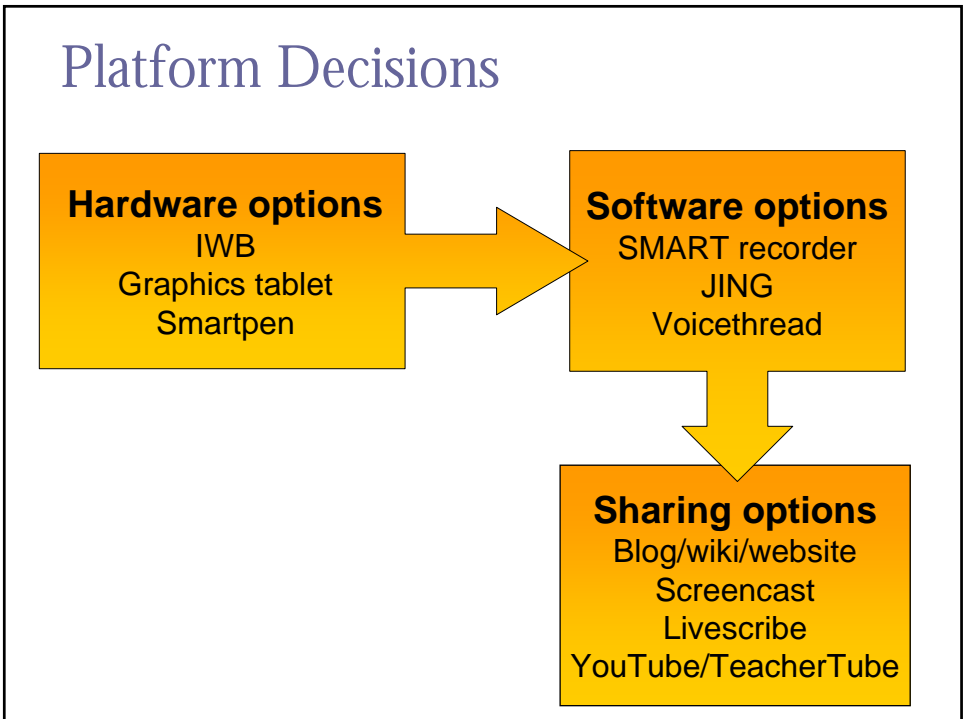 Platform Decisions
Hardware options
IWB
Graphics tablet
Smartpen
Software options
SMART recorder
JING
Voicethread
Sharing options
Blog/wiki/website
Screencast
Livescribe
YouTube/TeacherTube